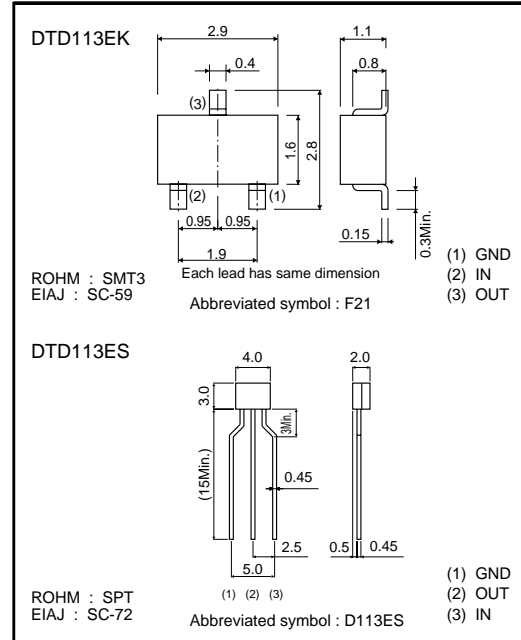 DTD113EK
2.9
1.1
0.4
0.8
(3)
1.6
2.8
(2)
(1)
0.95
0.95
0.15
0.3Min.
1.9
Each lead has same dimension
(1) GND
(2) IN
(3) OUT
ROHM : SMT3
EIAJ : SC-59
Abbreviated symbol : F21
DTD113ES
4.0
2.0
3.0
3Min.
(15Min.)
0.45
2.5
0.5
0.45
5.0
(1) (2) (3)
(1) GND
(2) OUT
(3) IN
ROHM : SPT
EIAJ : SC-72
Abbreviated symbol : D113ES